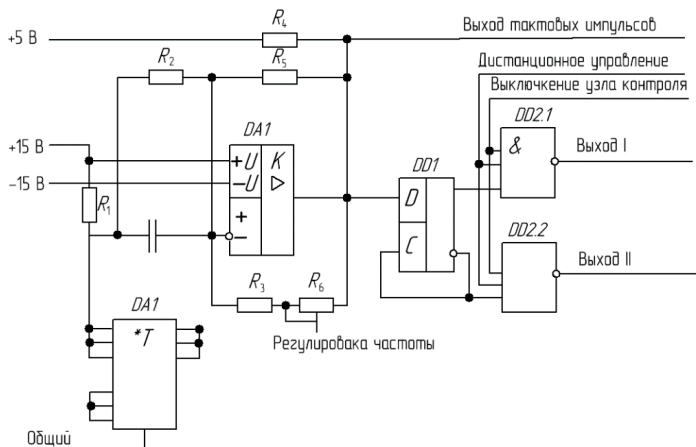 Выход тактовых импульсов
+5 В
R4
R2
R5
Дистанционное управление
Выключкение узла контроля
DA1
DD2.1
+15 В
+U
K
&
Выход I
−15 В
−U
▷
DD1
R1
D
+
−
C
DD2.2
Выход II
R3
R6
DA1
*T
Регулировака частоты
Общий